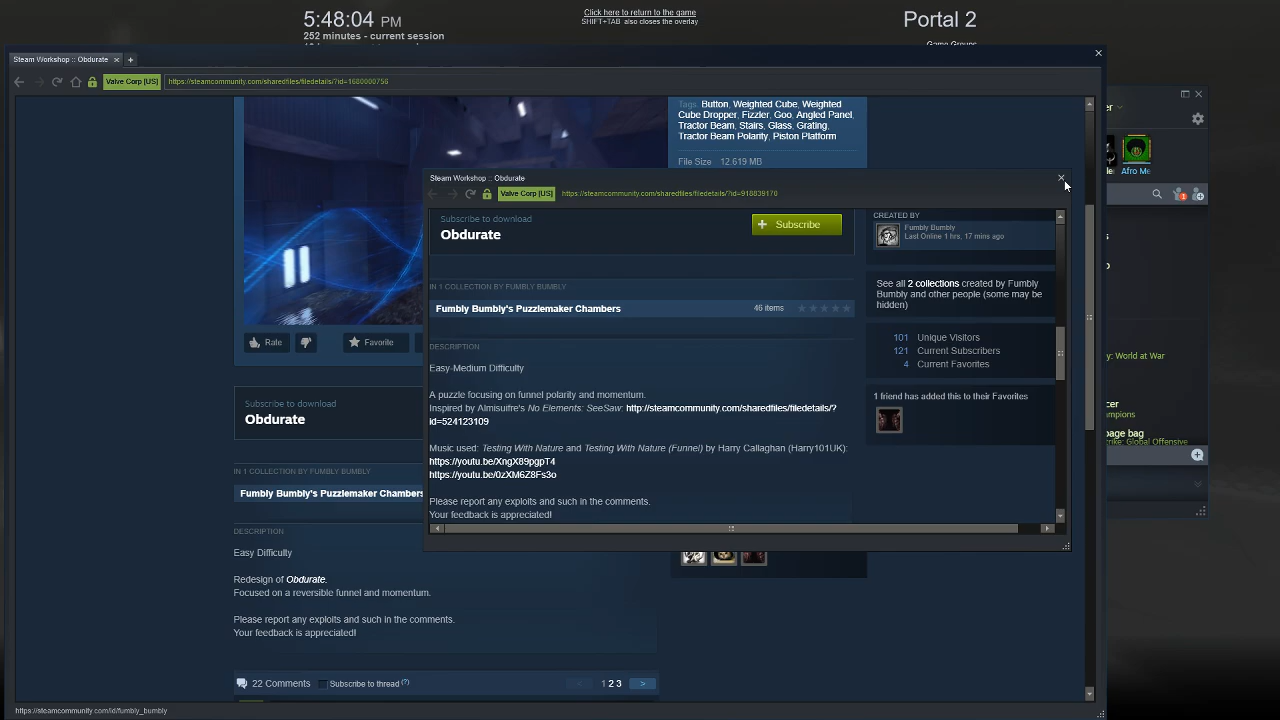 5:48:04 PM
252 minutes - current session
Click here to return to the game
SHIFT+TAB also closes the overlay
Portal 2
Game Groups
Steam Workshop :: Obdurate
Valve Corp [US]
https://steamcommunity.com/sharedfiles/filedetails/?id=1680000756
Tags: Button, Weighted Cube, Weighted
Cube Dropper, Fizzler, Goo, Angled Panel,
Tractor Beam, Stairs, Glass, Grating,
Tractor Beam Polarity, Piston Platform
File Size 12.619 MB
Steam Workshop :: Obdurate
Valve Corp [US]
https://steamcommunity.com/sharedfiles/filedetails/?id=918839170
Subscribe to download
Obdurate
Subscribe
IN 1 COLLECTION BY FUMBLY BUMBLY
Fumbly Bumbly's Puzzlemaker Chambers
46 items
DESCRIPTION
Easy-Medium Difficulty
A puzzle focusing on funnel polarity and momentum.
Inspired by Almisuifre's No Elements: SeeSaw: http://steamcommunity.com/sharedfiles/filedetails/?
id=524123109
Music used: Testing With Nature and Testing With Nature (Funnel) by Harry Callaghan (Harry101UK):
https://youtu.be/XngX89pgpT4
https://youtu.be/0zXM6Z8Fs3o
Please report any exploits and such in the comments.
Your feedback is appreciated!
CREATED BY
Fumbly Bumbly
Last Online 1 hrs, 17 mins ago
See all 2 collections created by Fumbly
Bumbly and other people (some may be
hidden)
101 Unique Visitors
121 Current Subscribers
4 Current Favorites
1 friend has added this to their Favorites
Rate
Favorite
Subscribe to download
Obdurate
IN 1 COLLECTION BY FUMBLY BUMBLY
Fumbly Bumbly's Puzzlemaker Chambers
DESCRIPTION
Easy Difficulty
Redesign of Obdurate.
Focused on a reversible funnel and momentum.
Please report any exploits and such in the comments.
Your feedback is appreciated!
22 Comments
Subscribe to thread (?)
< 1 2 3 >
https://steamcommunity.com/id/fumbly_bumbly
Afro Me
1
y: World at War
cer
mpions
page bag
rike: Global Offensive